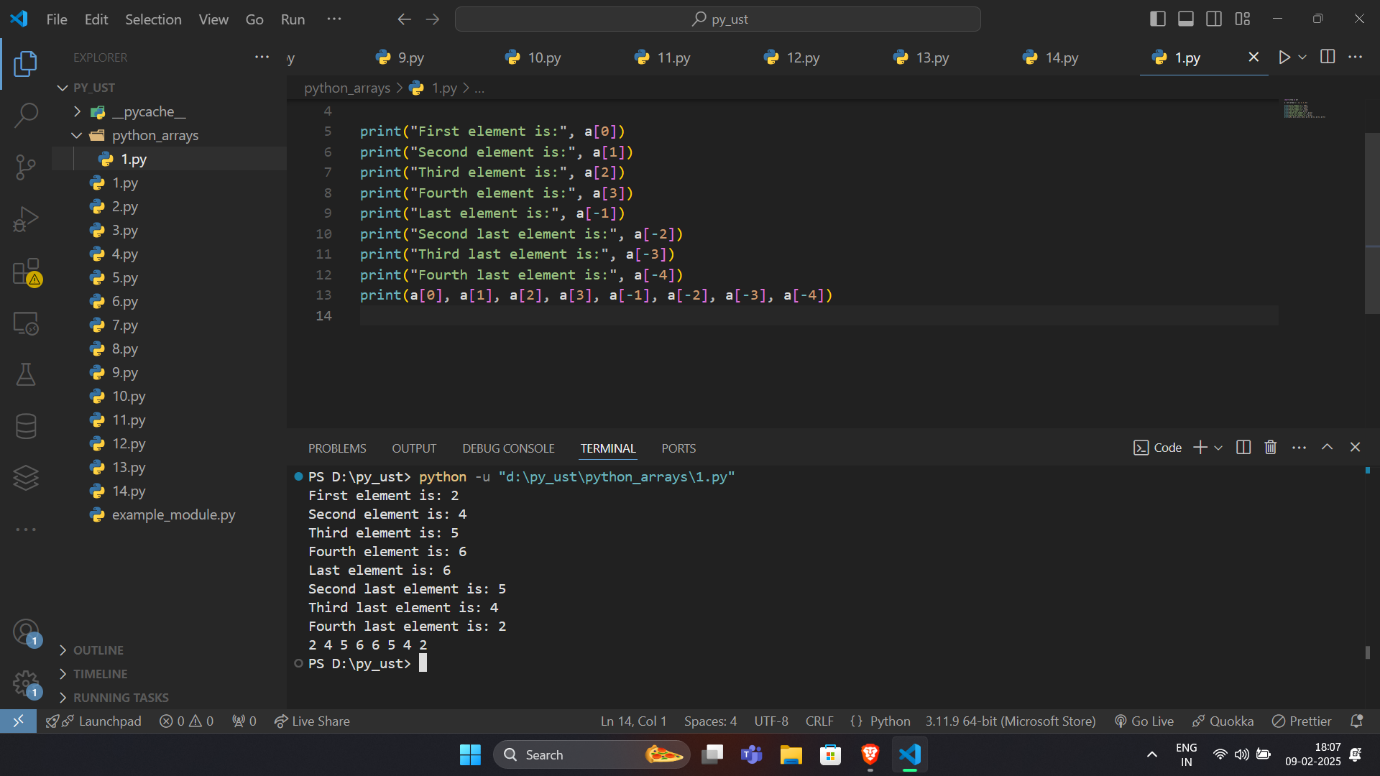 File Edit Selection View Go Run ···
py_ust
EXPLORER ···
y 9.py 10.py 11.py 12.py 13.py 14.py 1.py
PY_UST
__pycache__
python_arrays
1.py
1.py
2.py
3.py
4.py
5.py
6.py
7.py
8.py
9.py
10.py
11.py
12.py
13.py
14.py
example_module.py
OUTLINE
TIMELINE
RUNNING TASKS
python_arrays > 1.py > ...
4
5 print("First element is:", a[0])
6 print("Second element is:", a[1])
7 print("Third element is:", a[2])
8 print("Fourth element is:", a[3])
9 print("Last element is:", a[-1])
10 print("Second last element is:", a[-2])
11 print("Third last element is:", a[-3])
12 print("Fourth last element is:", a[-4])
13 print(a[0], a[1], a[2], a[3], a[-1], a[-2], a[-3], a[-4])
14
PROBLEMS OUTPUT DEBUG CONSOLE TERMINAL PORTS
Code
PS D:\py_ust> python -u "d:\py_ust\python_arrays\1.py"
First element is: 2
Second element is: 4
Third element is: 5
Fourth element is: 6
Last element is: 6
Second last element is: 5
Third last element is: 4
Fourth last element is: 2
2 4 5 6 6 5 4 2
PS D:\py_ust>
1
1
Launchpad 0 0 0 Live Share Ln 14, Col 1 Spaces: 4 UTF-8 CRLF {} Python 3.11.9 64-bit (Microsoft Store) Go Live Quokka Prettier
Search
ENG
IN
18:07
09-02-2025